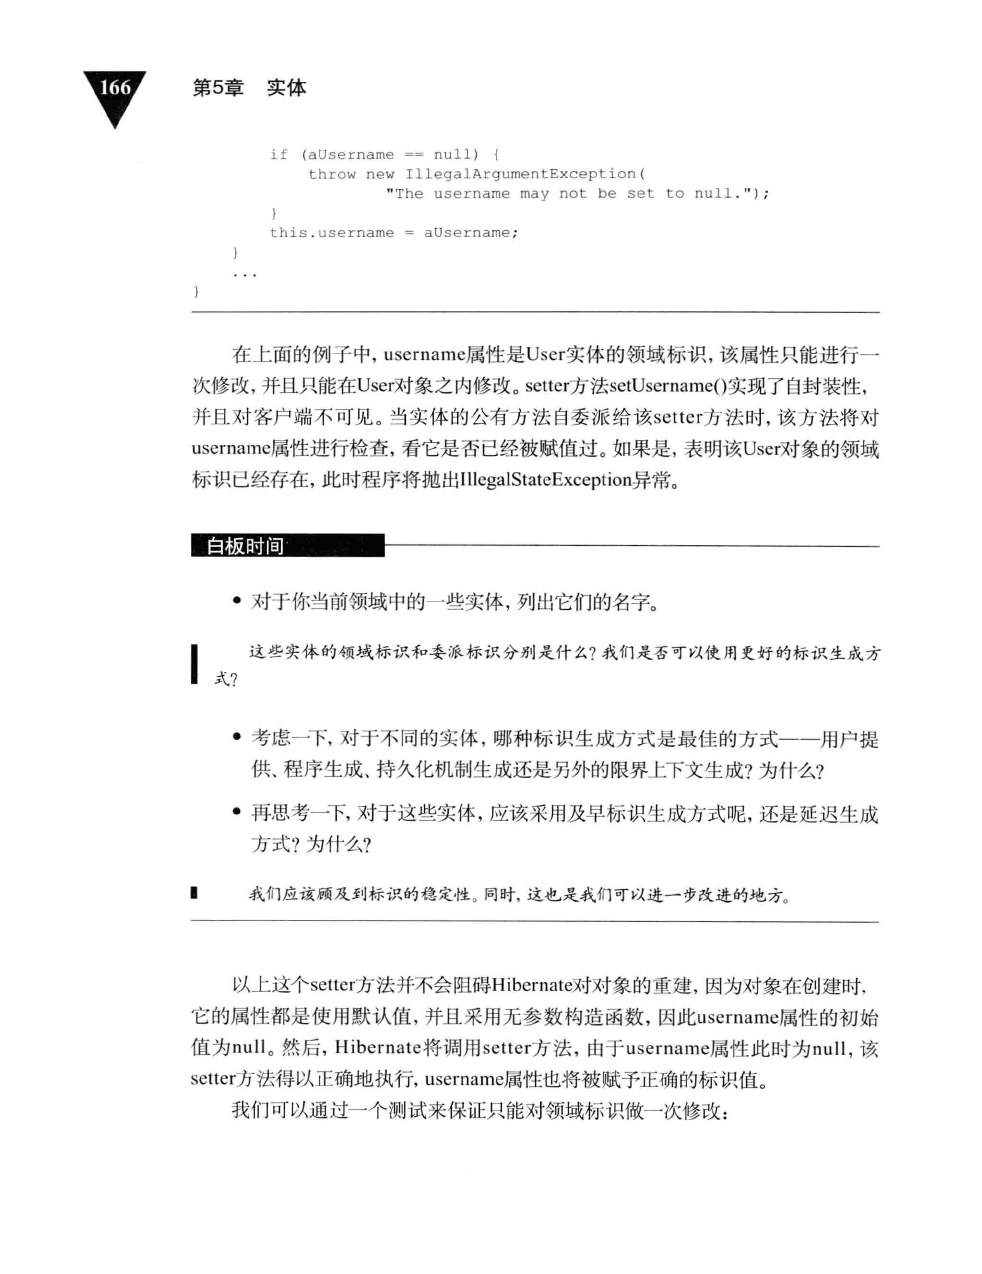 166
第5章 实体
if (aUsername == null) {
throw new IllegalArgumentException(
"The username may not be set to null.");
}
this.username = aUsername;
}
...
}
在上面的例子中, username属性是User实体的领域标识, 该属性只能进行一
次修改, 并且只能在User对象之内修改。setter方法setUsername()实现了自封装性,
并且对客户端不可见。当实体的公有方法自委派给该setter方法时, 该方法将对
username属性进行检查, 看它是否已经被赋值过。如果是, 表明该User对象的领域
标识已经存在, 此时程序将抛出IllegalStateException异常。
白板时间
• 对于你当前领域中的一些实体, 列出它们的名字。
这些实体的领域标识和委派标识分别是什么? 我们是否可以使用更好的标识生成方
式?
• 考虑一下, 对于不同的实体, 哪种标识生成方式是最佳的方式——用户提
供、程序生成、持久化机制生成还是另外的限界上下文生成? 为什么?
• 再思考一下, 对于这些实体, 应该采用及早标识生成方式呢, 还是延迟生成
方式? 为什么?
我们应该顾及到标识的稳定性。同时, 这也是我们可以进一步改进的地方。
以上这个setter方法并不会阻碍Hibernate对对象的重建, 因为对象在创建时,
它的属性都是使用默认值, 并且采用无参数构造函数, 因此username属性的初始
值为null。然后, Hibernate将调用setter方法, 由于username属性此时为null, 该
setter方法得以正确地执行, username属性也将被赋予正确的标识值。
我们可以通过一个测试来保证只能对领域标识做一次修改: